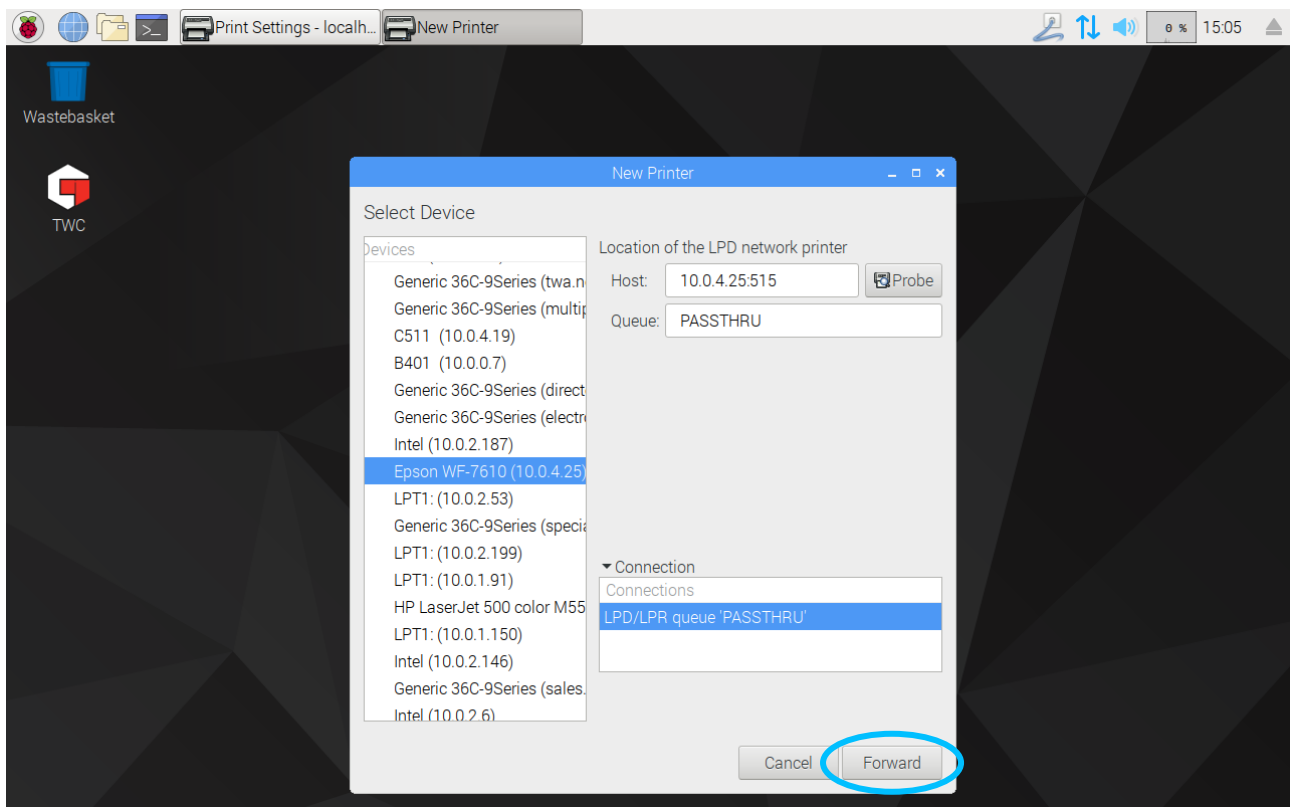 Print Settings - localh...
New Printer
0 %
15:05
Wastebasket
TWC
New Printer
Select Device
Devices
Generic 36C-9Series (twa.n
Generic 36C-9Series (multip
C511 (10.0.4.19)
B401 (10.0.0.7)
Generic 36C-9Series (direct
Generic 36C-9Series (electr
Intel (10.0.2.187)
Epson WF-7610 (10.0.4.25)
LPT1: (10.0.2.53)
Generic 36C-9Series (specia
LPT1: (10.0.2.199)
LPT1: (10.0.1.91)
HP LaserJet 500 color M55
LPT1: (10.0.1.150)
Intel (10.0.2.146)
Generic 36C-9Series (sales.
Intel (10.0.2.6)
Location of the LPD network printer
Host: 10.0.4.25:515 Probe
Queue: PASSTHRU
Connection
Connections
LPD/LPR queue 'PASSTHRU'
Cancel Forward